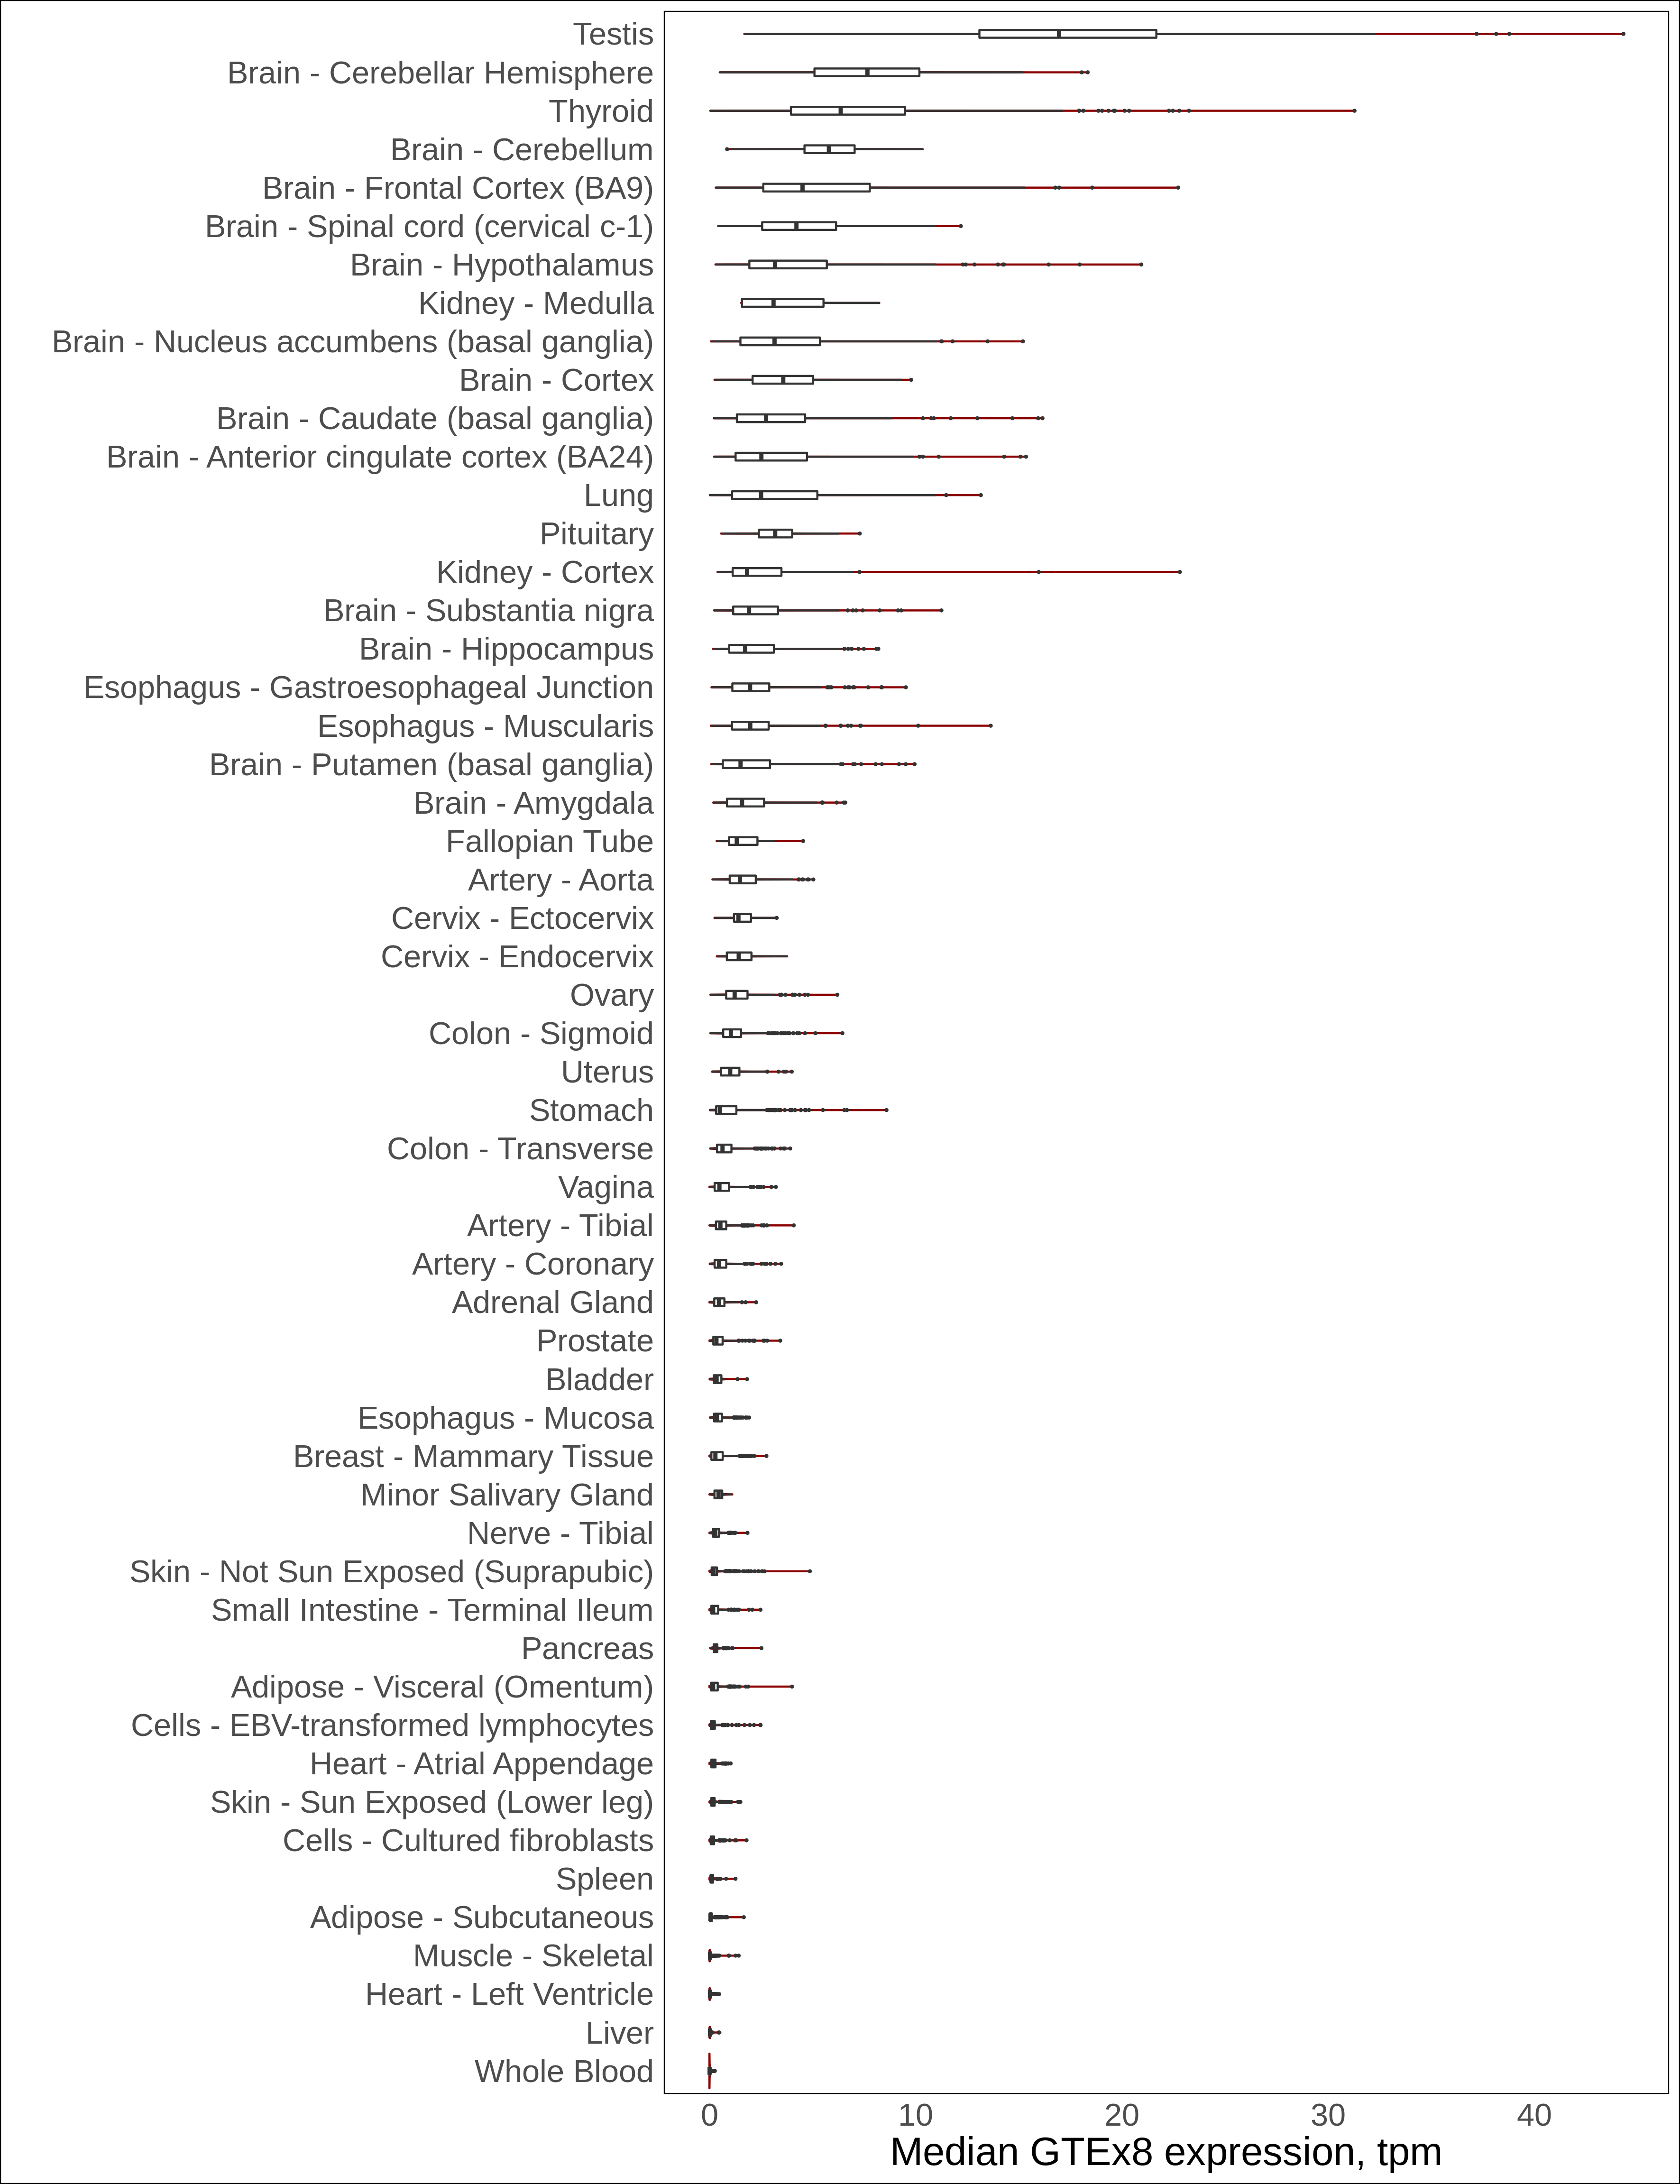 Testis
Brain - Cerebellar Hemisphere
Thyroid
Brain - Cerebellum
Brain - Frontal Cortex (BA9)
Brain - Spinal cord (cervical c-1)
Brain - Hypothalamus
Kidney - Medulla
Brain - Nucleus accumbens (basal ganglia)
Brain - Cortex
Brain - Caudate (basal ganglia)
Brain - Anterior cingulate cortex (BA24)
Lung
Pituitary
Kidney - Cortex
Brain - Substantia nigra
Brain - Hippocampus
Esophagus - Gastroesophageal Junction
Esophagus - Muscularis
Brain - Putamen (basal ganglia)
Brain - Amygdala
Fallopian Tube
Artery - Aorta
Cervix - Ectocervix
Cervix - Endocervix
Ovary
Colon - Sigmoid
Uterus
Stomach
Colon - Transverse
Vagina
Artery - Tibial
Artery - Coronary
Adrenal Gland
Prostate
Bladder
Esophagus - Mucosa
Breast - Mammary Tissue
Minor Salivary Gland
Nerve - Tibial
Skin - Not Sun Exposed (Suprapubic)
Small Intestine - Terminal Ileum
Pancreas
Adipose - Visceral (Omentum)
Cells - EBV-transformed lymphocytes
Heart - Atrial Appendage
Skin - Sun Exposed (Lower leg)
Cells - Cultured fibroblasts
Spleen
Adipose - Subcutaneous
Muscle - Skeletal
Heart - Left Ventricle
Liver
Whole Blood
0 10 20 30 40
Median GTEx8 expression, tpm